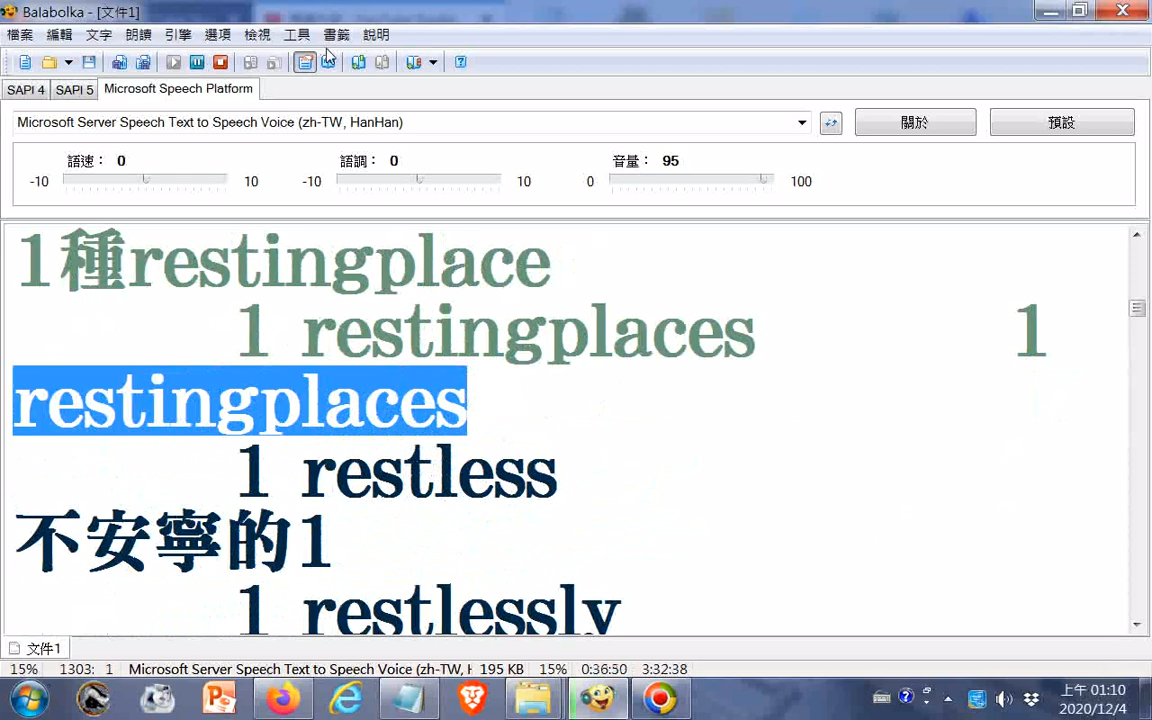 Balabolka - [文件1]
檔案 編輯 文字 朗讀 引擎 選項 檢視 工具 書籤 說明
SAPI 4 SAPI 5 Microsoft Speech Platform
Microsoft Server Speech Text to Speech Voice (zh-TW, HanHan) 關於 預設
語速： 0 語調： 0 音量： 95
-10 10 -10 10 0 100
1種restingplace
1 restingplaces 1
restingplaces
1 restless
不安寧的1
1 restlessly
文件1
15% 1303: 1 Microsoft Server Speech Text to Speech Voice (zh-TW, 195 KB 15% 0:36:50 3:32:38
上午 01:10
2020/12/4